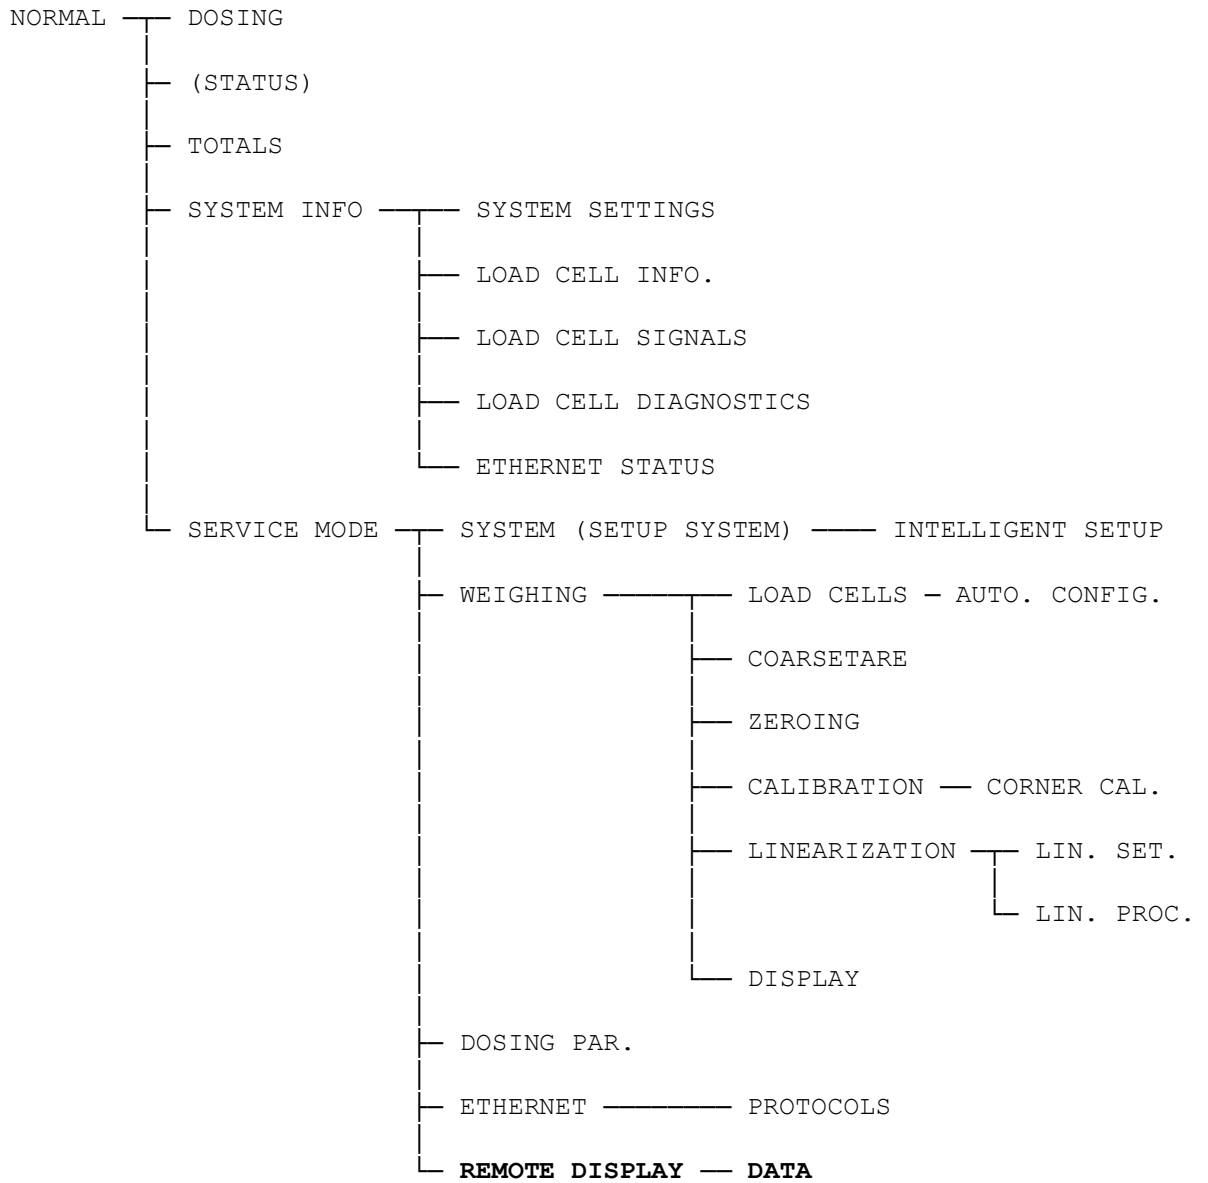 NORMAL DOSING
(STATUS)
TOTALS
SYSTEM INFO SYSTEM SETTINGS
LOAD CELL INFO.
LOAD CELL SIGNALS
LOAD CELL DIAGNOSTICS
ETHERNET STATUS
SERVICE MODE SYSTEM (SETUP SYSTEM) INTELLIGENT SETUP
WEIGHING LOAD CELLS AUTO. CONFIG.
COARSETARE
ZEROING
CALIBRATION CORNER CAL.
LINEARIZATION LIN. SET.
LIN. PROC.
DISPLAY
DOSING PAR.
ETHERNET PROTOCOLS
REMOTE DISPLAY DATA